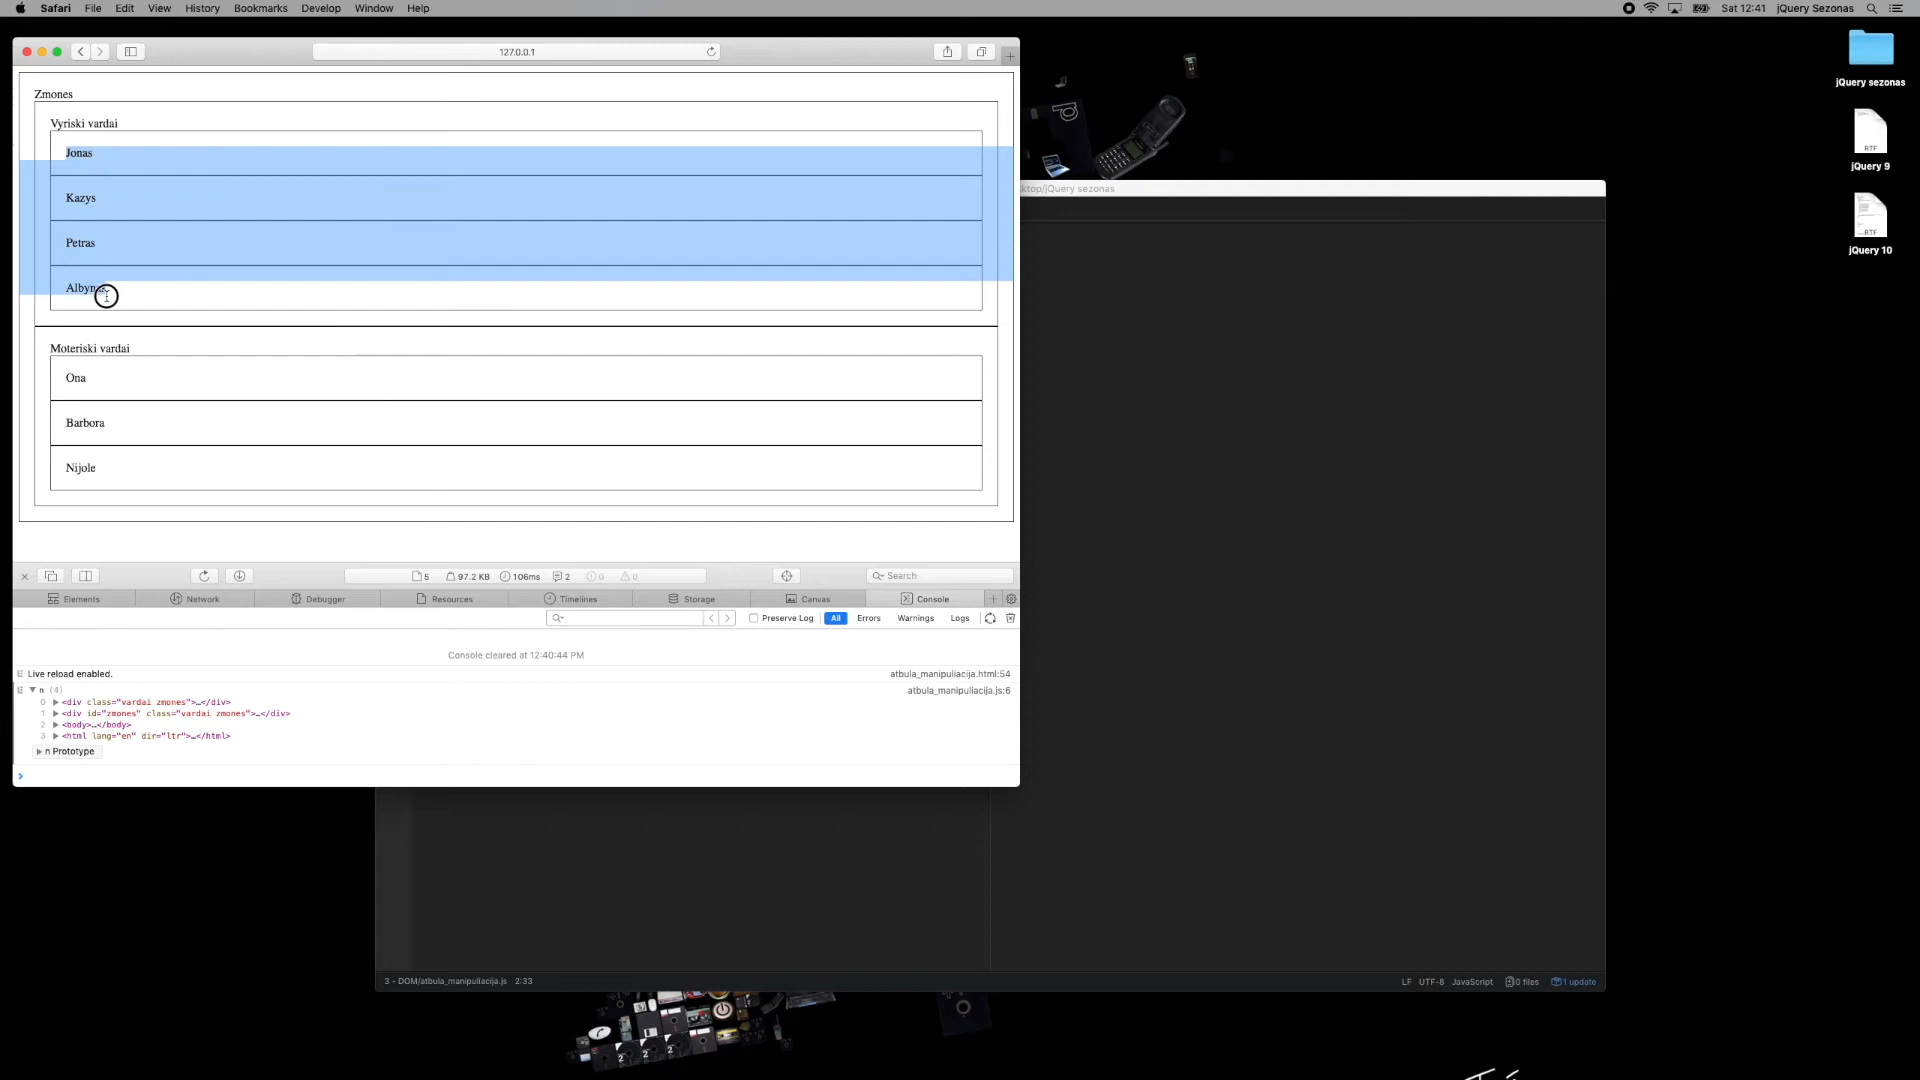 Safari File Edit View History Bookmarks Develop Window Help
Sat 12:41 jQuery Sezonas
127.0.0.1
jQuery sezonas
RTF
jQuery 9
RTF
jQuery 10
ktop/jQuery sezonas
Zmones
Vyriski vardai
Jonas
Kazys
Petras
Moteriski vardai
Ona
Barbora
Nijole
5 97.2 KB 106ms 2 0 0 Search
Elements Network Debugger Resources Timelines Storage Canvas Console
Preserve Log All Errors Warnings Logs
Console cleared at 12:40:44 PM
Live reload enabled. atbula_manipuliacija.html:54
n (4) atbula_manipuliacija.js:6
0 <div class="vardai zmones">…</div>
1 <div id="zmones" class="vardai zmones">…</div>
2 <body>…</body>
3 <html lang="en" dir="ltr">…</html>
n Prototype
3 - DOM/atbula_manipuliacija.js 2:33 LF UTF-8 JavaScript 0 files 1 update